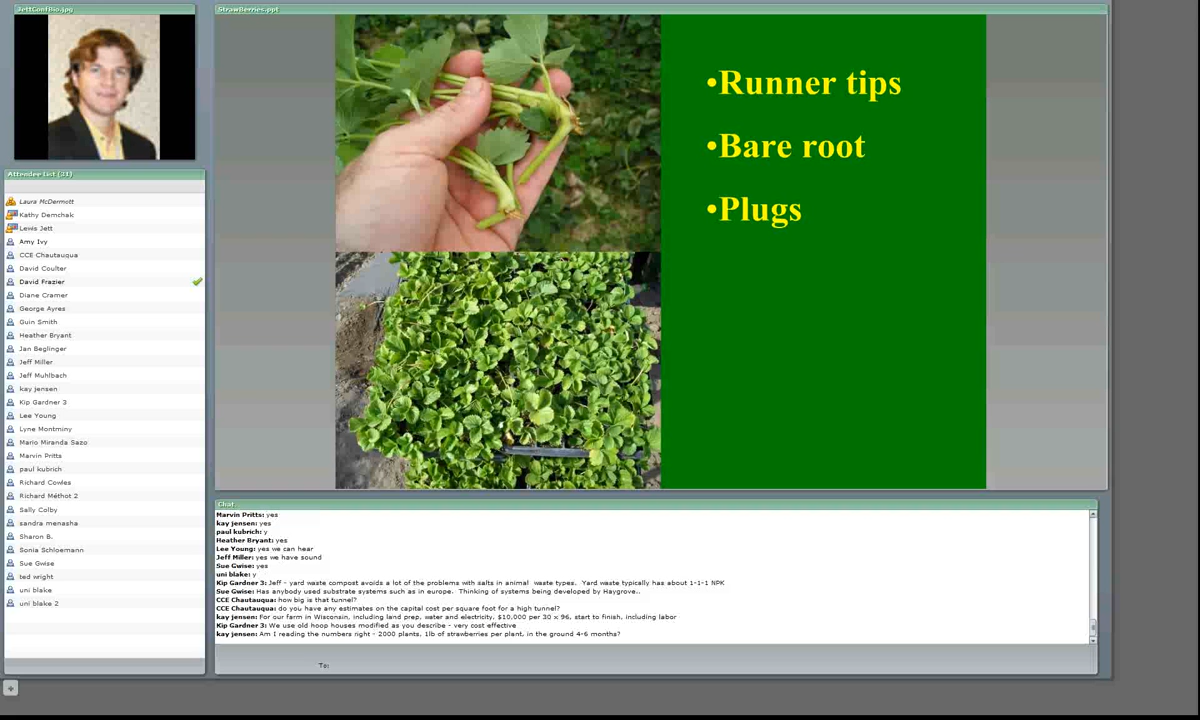 JettConfBio.jpg
StrawBerries.ppt
•Runner tips
•Bare root
•Plugs
Attendee List (31)
Laura McDermott
Kathy Demchak
Lewis Jett
Amy Ivy
CCE Chautauqua
David Coulter
David Frazier
Diane Cramer
George Ayres
Guin Smith
Heather Bryant
Jan Beglinger
Jeff Miller
Jeff Muhlbach
kay jensen
Kip Gardner 3
Lee Young
Lyne Montminy
Mario Miranda Sazo
Marvin Pritts
paul kubrich
Richard Cowles
Richard Méthot 2
Sally Colby
sandra menasha
Sharon B.
Sonia Schloemann
Sue Gwise
ted wright
uni blake
uni blake 2
Chat
Marvin Pritts: yes
kay jensen: yes
paul kubrich: y
Heather Bryant: yes
Lee Young: yes we can hear
Jeff Miller: yes we have sound
Sue Gwise: yes
uni blake: y
Kip Gardner 3: Jeff - yard waste compost avoids a lot of the problems with salts in animal waste types. Yard waste typically has about 1-1-1 NPK
Sue Gwise: Has anybody used substrate systems such as in europe. Thinking of systems being developed by Haygrove..
CCE Chautauqua: how big is that tunnel?
CCE Chautauqua: do you have any estimates on the capital cost per square foot for a high tunnel?
kay jensen: For our farm in Wisconsin, including land prep, water and electricity, $10,000 per 30 x 96, start to finish, including labor
Kip Gardner 3: We use old hoop houses modified as you describe - very cost effective
kay jensen: Am I reading the numbers right - 2000 plants, 1lb of strawberries per plant, in the ground 4-6 months?
To: